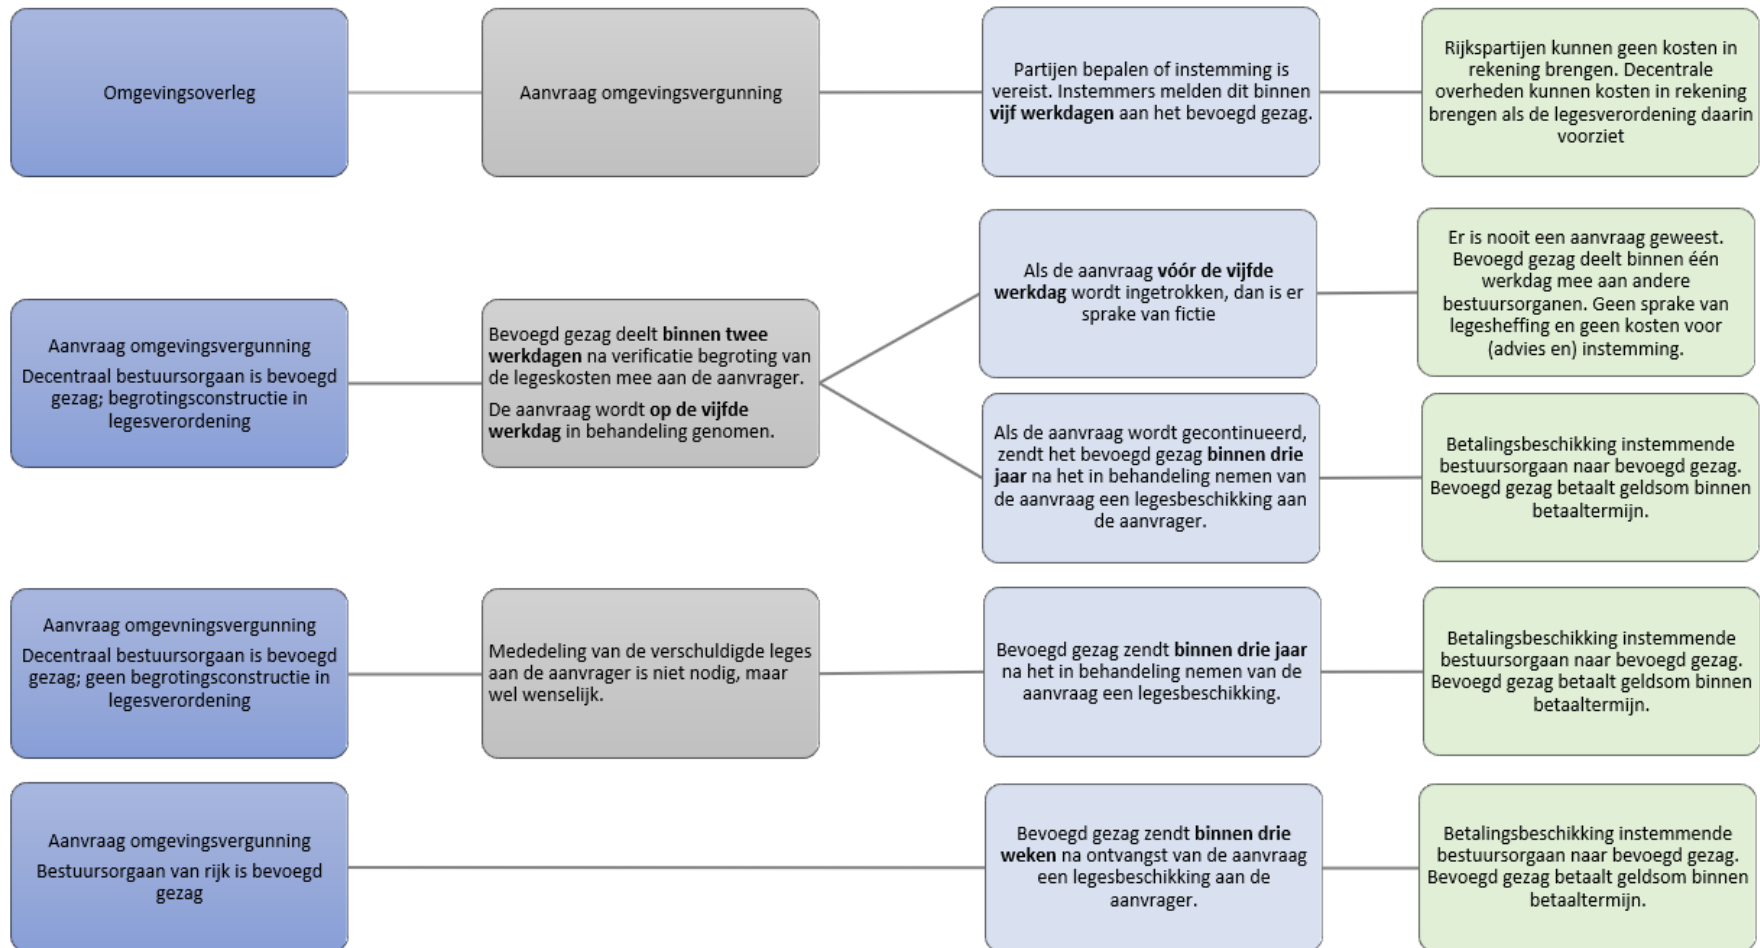 Omgevingsoverleg
Aanvraag omgevingsvergunning
Partijen bepalen of instemming is
vereist. Instemmers melden dit binnen
vijf werkdagen aan het bevoegd gezag.
Rijkspartijen kunnen geen kosten in
rekening brengen. Decentrale
overheden kunnen kosten in rekening
brengen als de legesverordening daarin
voorziet
Aanvraag omgevingsvergunning
Decentraal bestuursorgaan is bevoegd
gezag; begrotingsconstructie in
legesverordening
Bevoegd gezag deelt binnen twee
werkdagen na verificatie begroting van
de legeskosten mee aan de aanvrager.
De aanvraag wordt op de vijfde
werkdag in behandeling genomen.
Als de aanvraag vóór de vijfde
werkdag wordt ingetrokken, dan is er
sprake van fictie
Er is nooit een aanvraag geweest.
Bevoegd gezag deelt binnen één
werkdag mee aan andere
bestuursorganen. Geen sprake van
legesheffing en geen kosten voor
(advies en) instemming.
Als de aanvraag wordt gecontinueerd,
zendt het bevoegd gezag binnen drie
jaar na het in behandeling nemen van
de aanvraag een legesbeschikking aan
de aanvrager.
Betalingsbeschikking instemmende
bestuursorgaan naar bevoegd gezag.
Bevoegd gezag betaalt geldsom binnen
betaaltermijn.
Aanvraag omgevningsvergunning
Decentraal bestuursorgaan is bevoegd
gezag; geen begrotingsconstructie in
legesverordening
Mededeling van de verschuldigde leges
aan de aanvrager is niet nodig, maar
wel wenselijk.
Bevoegd gezag zendt binnen drie jaar
na het in behandeling nemen van de
aanvraag een legesbeschikking.
Betalingsbeschikking instemmende
bestuursorgaan naar bevoegd gezag.
Bevoegd gezag betaalt geldsom binnen
betaaltermijn.
Aanvraag omgevingsvergunning
Bestuursorgaan van rijk is bevoegd
gezag
Bevoegd gezag zendt binnen drie
weken na ontvangst van de aanvraag
een legesbeschikking aan de
aanvrager.
Betalingsbeschikking instemmende
bestuursorgaan naar bevoegd gezag.
Bevoegd gezag betaalt geldsom binnen
betaaltermijn.